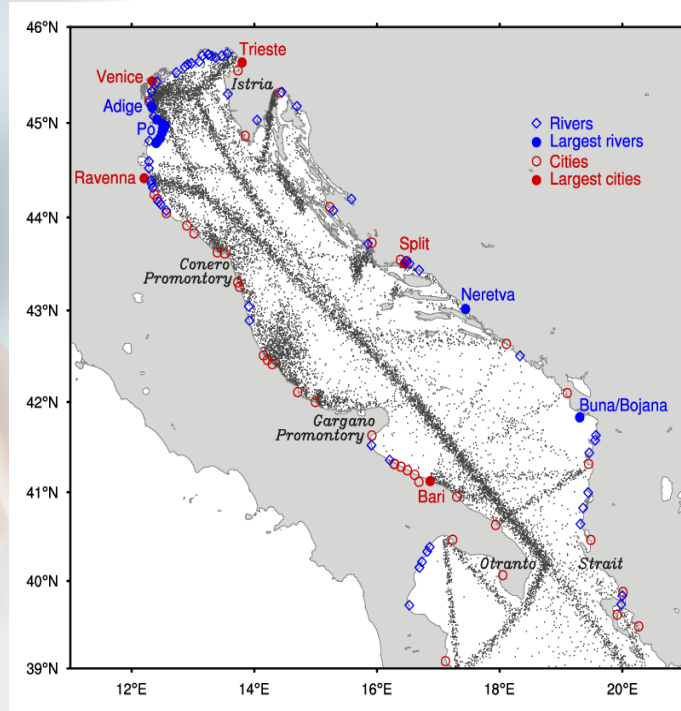 46°N
45°N
44°N
43°N
42°N
41°N
40°N
39°N
12°E
14°E
16°E
18°E
20°E
Trieste
Venice
Istria
Adige
Po
Rivers
Largest rivers
Cities
Largest cities
Ravenna
Split
Conero
Promontory
Neretva
Gargano
Promontory
Buna/Bojana
Bari
Otranto
Strait